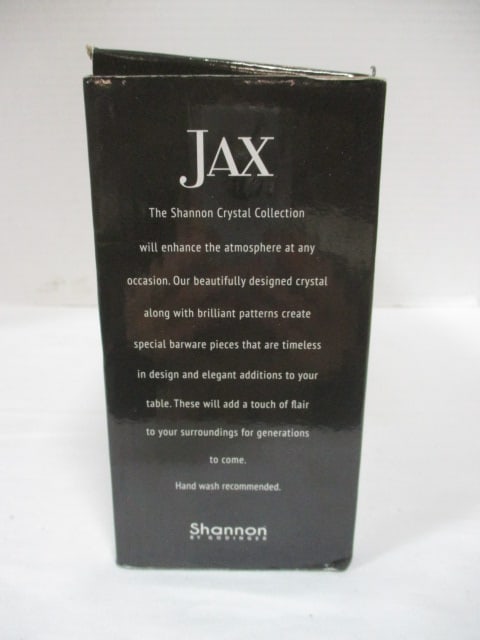 JAX
The Shannon Crystal Collection
will enhance the atmosphere at any
occasion. Our beautifully designed crystal
along with brilliant patterns create
special barware pieces that are timeless
in design and elegant additions to your
table. These will add a touch of flair
to your surroundings for generations
to come.
Hand wash recommended.
Shannon
BY GODINGER